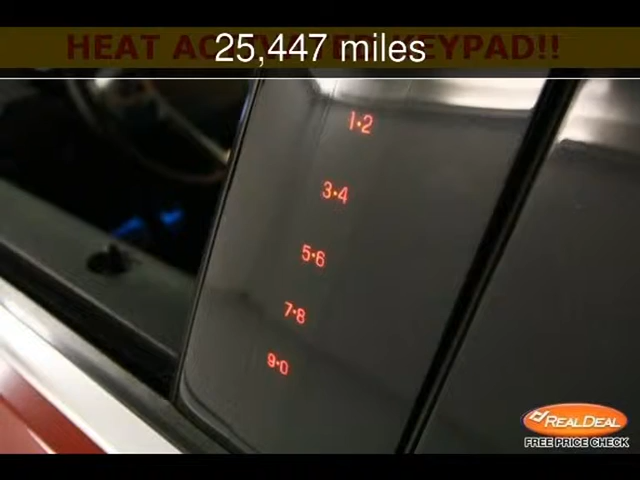 HEAT ACTIVATED KEYPAD!!
25,447 miles
1•2
3•4
5•6
7•8
9•0
REALDEAL
FREE PRICE CHECK